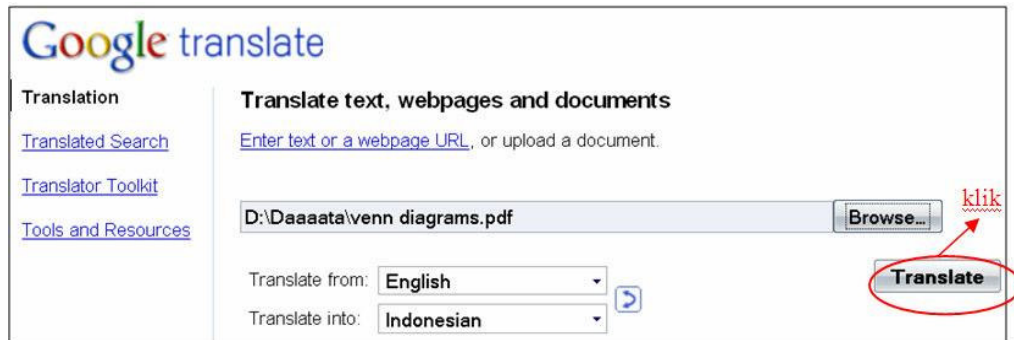 Google translate
Translation
Translated Search
Translator Toolkit
Tools and Resources
Translate text, webpages and documents
Enter text or a webpage URL, or upload a document.
D:\Daaaata\venn diagrams.pdf
Browse...
klik
Translate
Translate from: English
Translate into: Indonesian